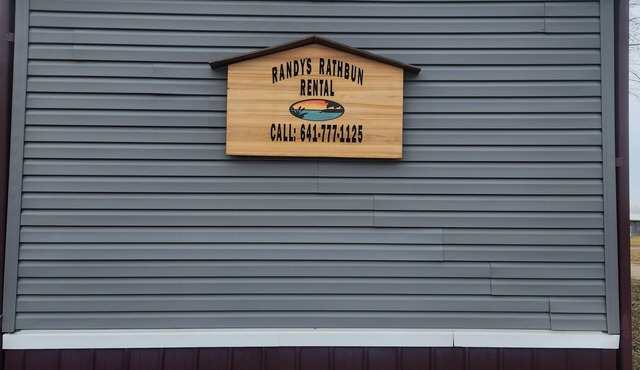 RANDY'S RATHBUN
RENTAL
CALL: 641-777-1125